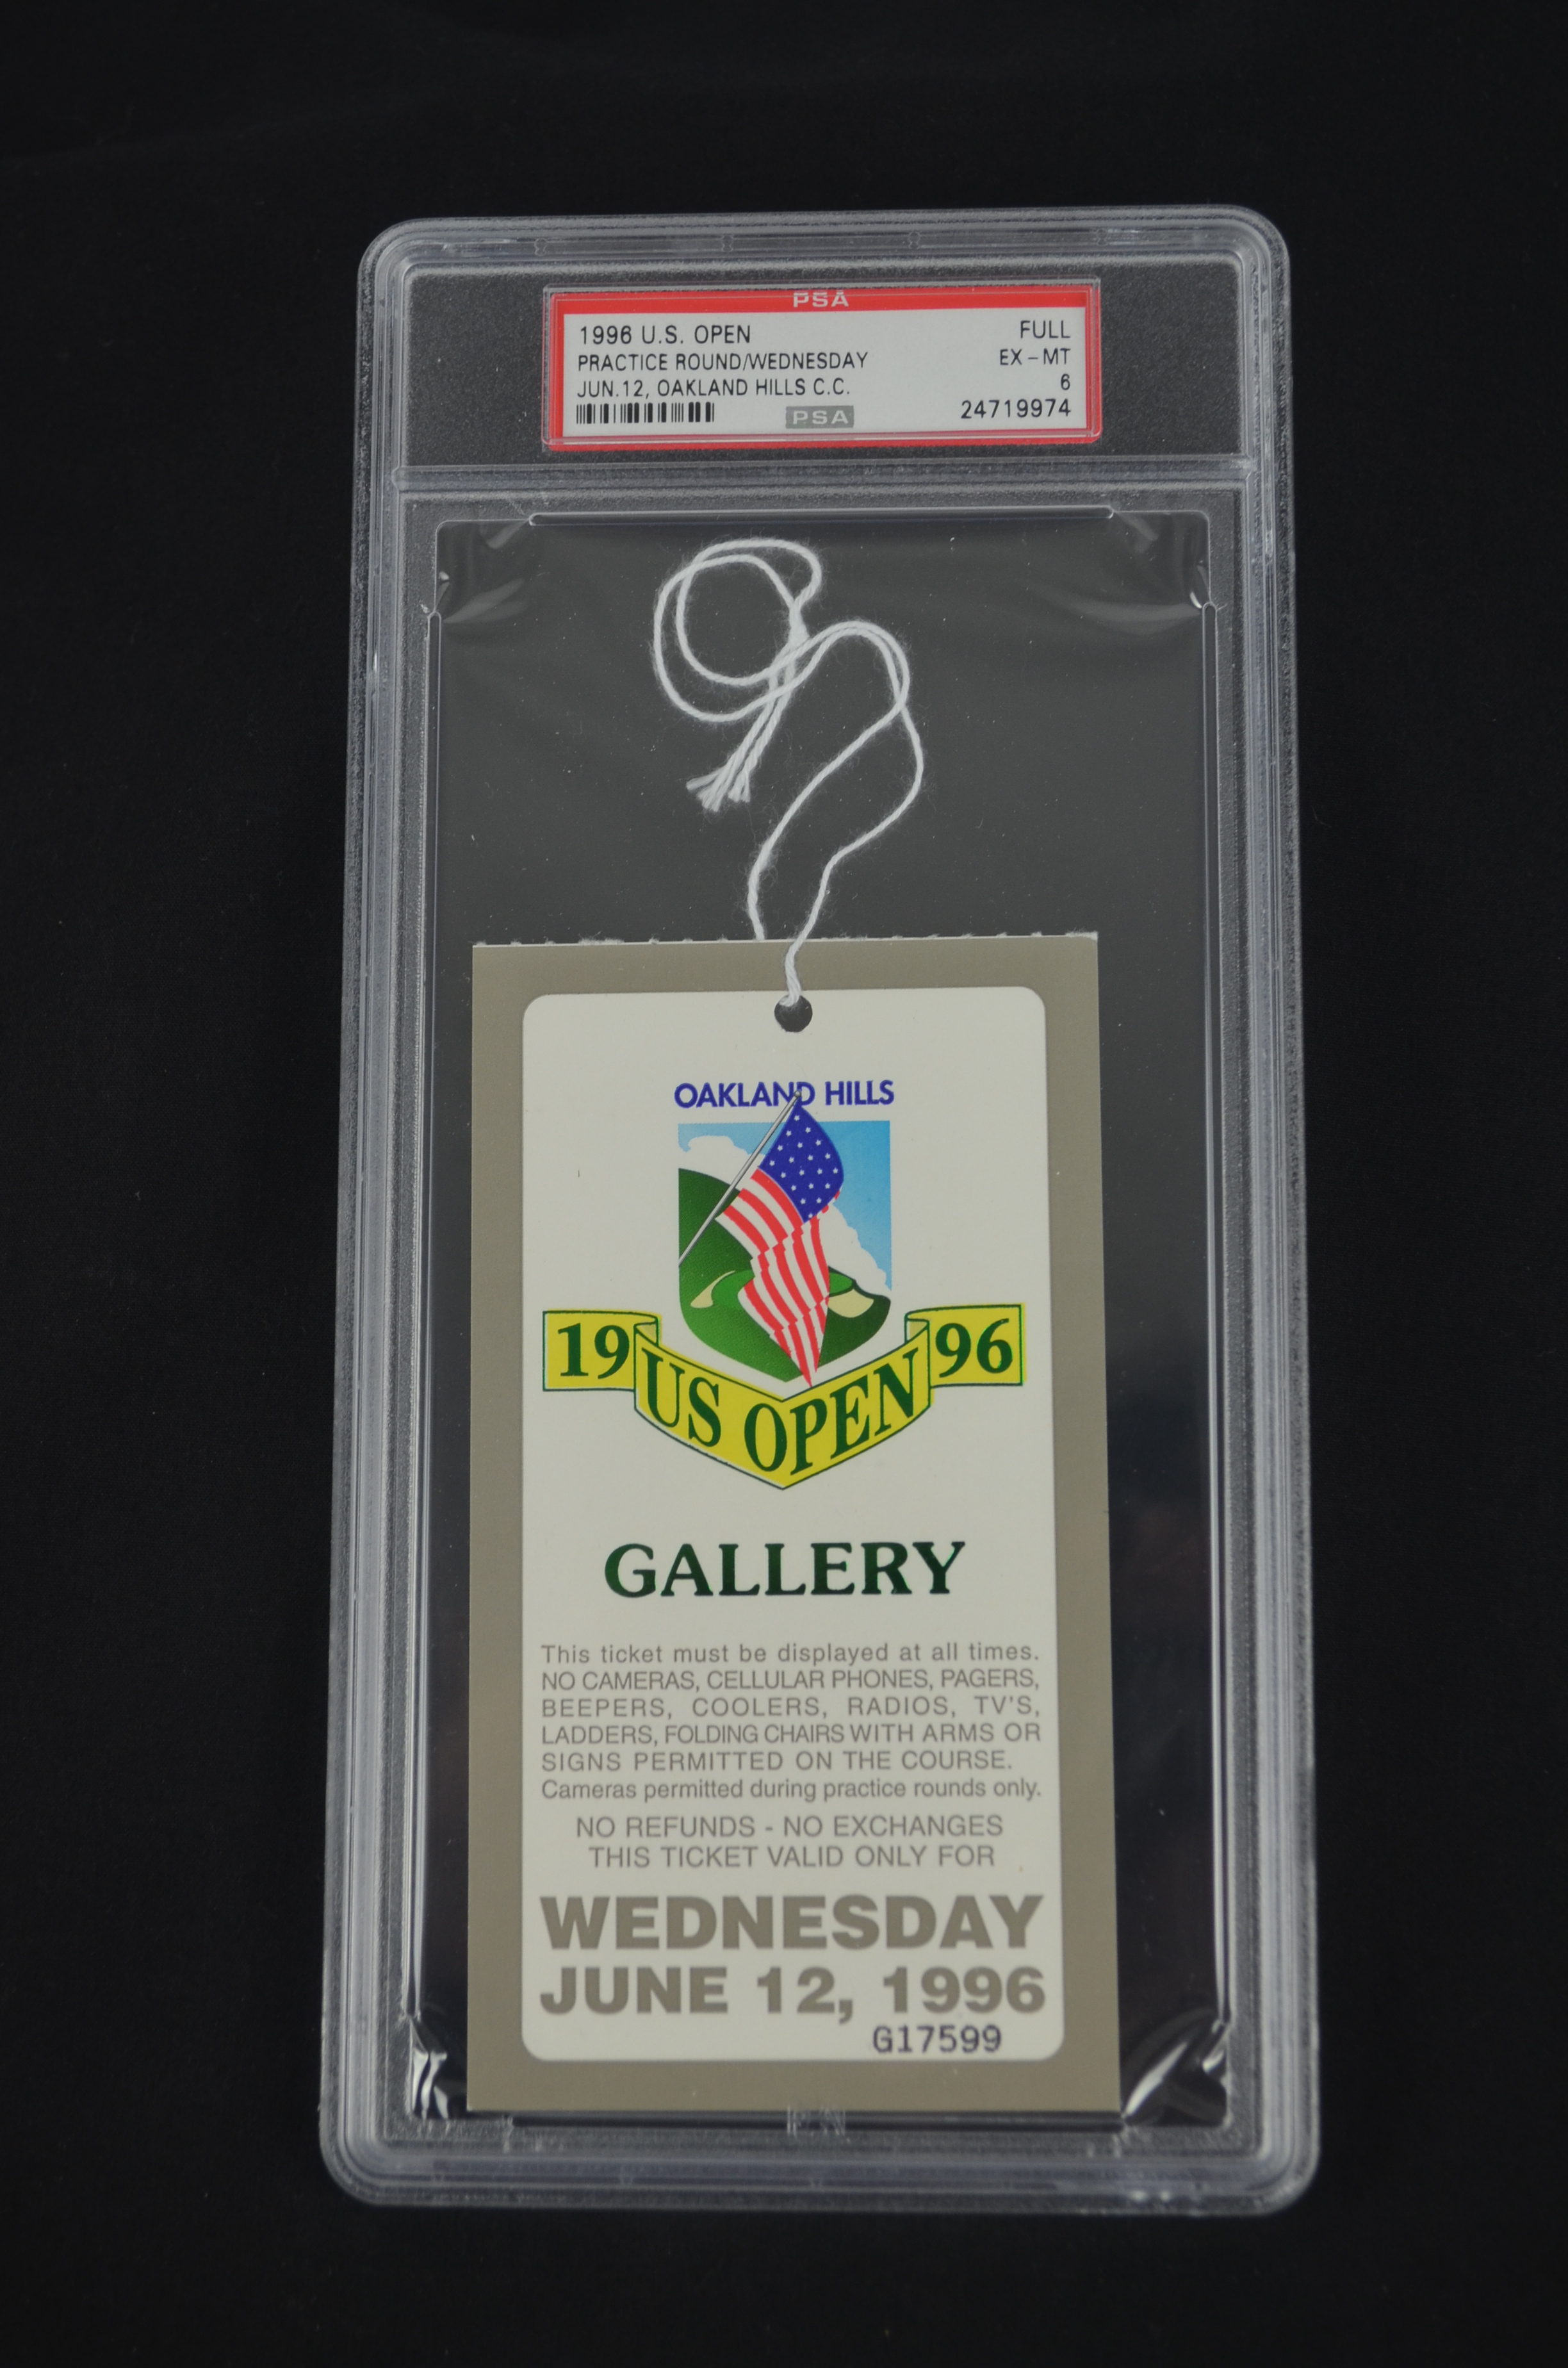 PSA
1996 U.S. OPEN FULL
PRACTICE ROUND/WEDNESDAY EX-MT
JUN.12, OAKLAND HILLS C.C. 6
PSA 24719974
OAKLAND HILLS
19 US OPEN 96
GALLERY
This ticket must be displayed at all times.
NO CAMERAS, CELLULAR PHONES, PAGERS,
BEEPERS, COOLERS, RADIOS, TV'S,
LADDERS, FOLDING CHAIRS WITH ARMS OR
SIGNS PERMITTED ON THE COURSE.
Cameras permitted during practice rounds only.
NO REFUNDS - NO EXCHANGES
THIS TICKET VALID ONLY FOR
WEDNESDAY
JUNE 12, 1996
G17599